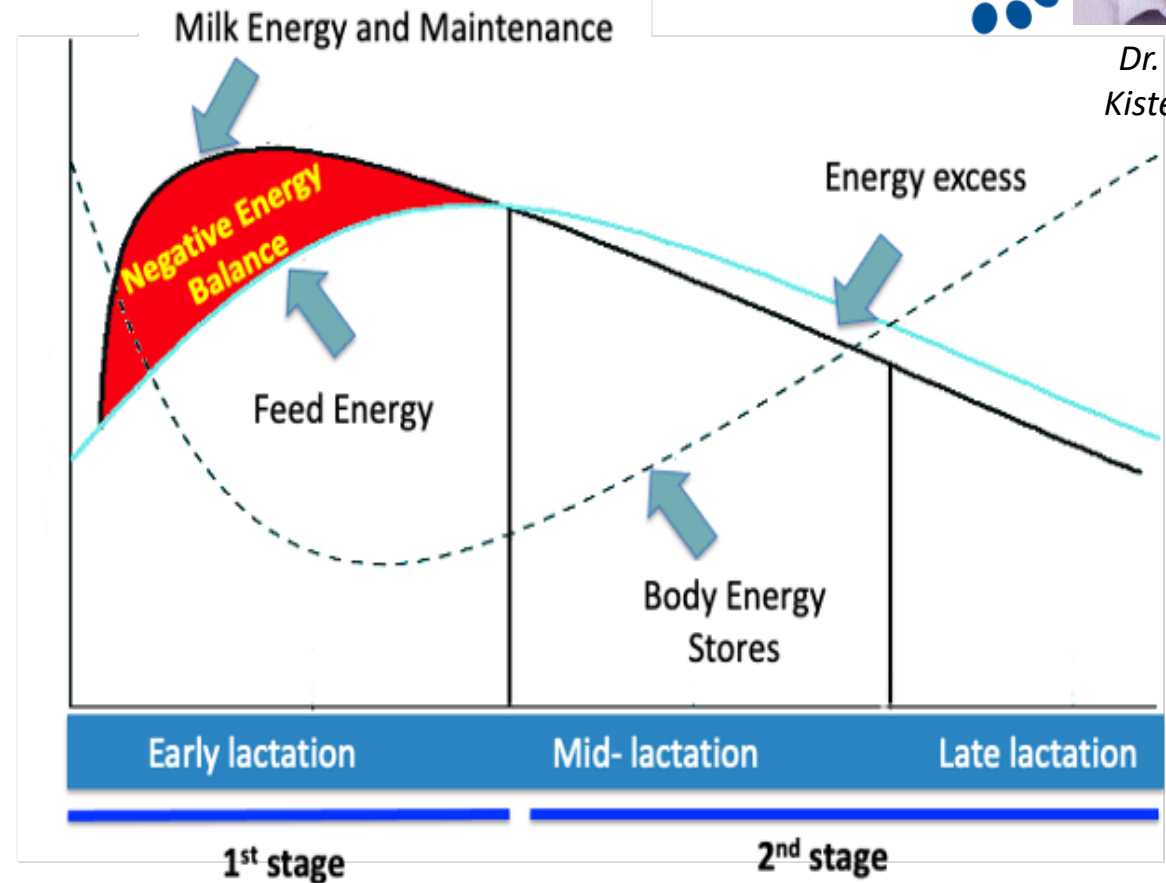 Milk Energy and Maintenance
Dr.
Energy excess
Negative Energy
Balance
Feed Energy
Body Energy
Stores
Early lactation
Mid- lactation
Late lactation
1st stage
2nd stage